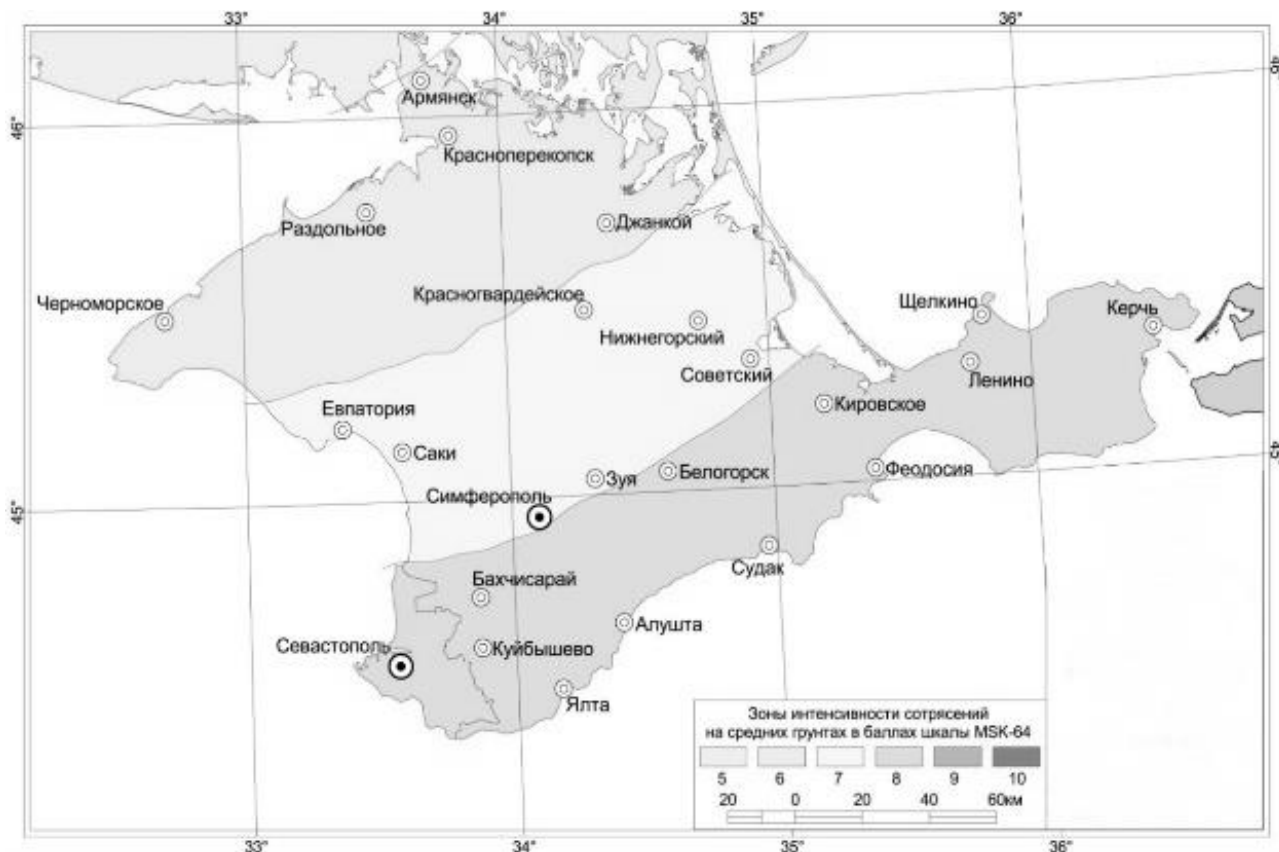 33°
34°
35°
36°
46°
46
Армянск
Красноперекопск
Раздольное
Джанкой
Черноморское
Красногвардейское
Щелкино
Керчь
Нижнегорский
Советский
Ленино
Евпатория
Кировское
Саки
45
Зуя
Белогорск
Феодосия
Симферополь
45°
Судак
Бахчисарай
Алушта
Севастополь
Куйбышево
Ялта
Зоны интенсивности сотрясений
на средних грунтах в баллах шкалы MSK-64
5 6 7 8 9 10
20 0 20 40 60км
33°
34°
35°
36°